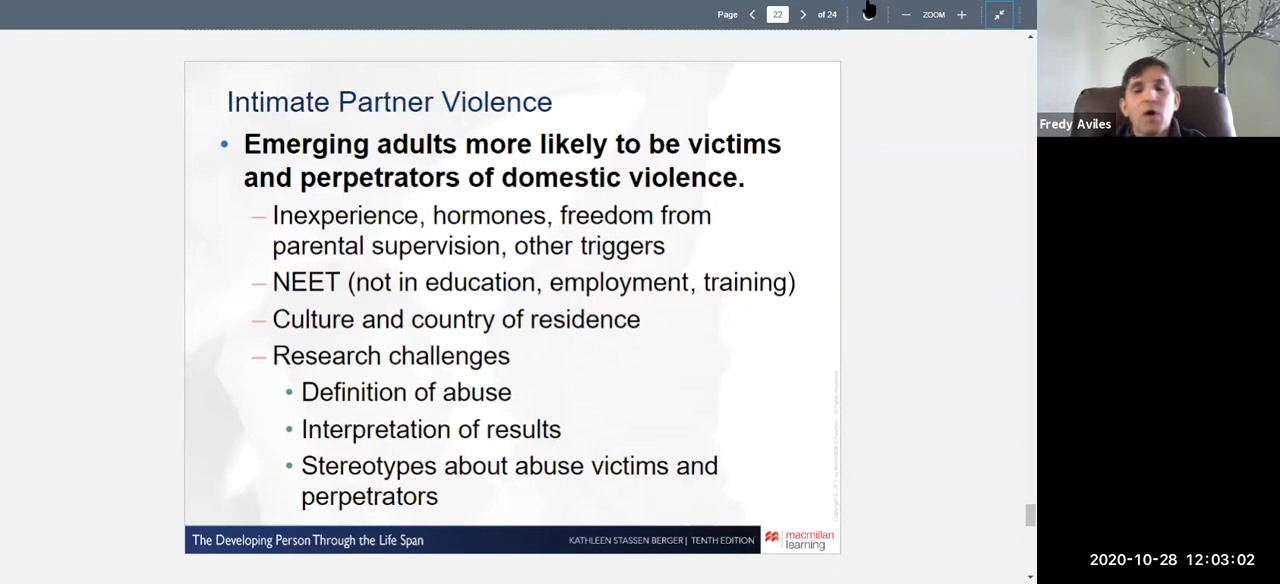 Page 22 of 24 ZOOM
Intimate Partner Violence
• Emerging adults more likely to be victims
and perpetrators of domestic violence.
– Inexperience, hormones, freedom from
parental supervision, other triggers
– NEET (not in education, employment, training)
– Culture and country of residence
– Research challenges
• Definition of abuse
• Interpretation of results
• Stereotypes about abuse victims and
perpetrators
The Developing Person Through the Life Span KATHLEEN STASSEN BERGER | TENTH EDITION macmillan
learning
Fredy Aviles
2020-10-28 12:03:02